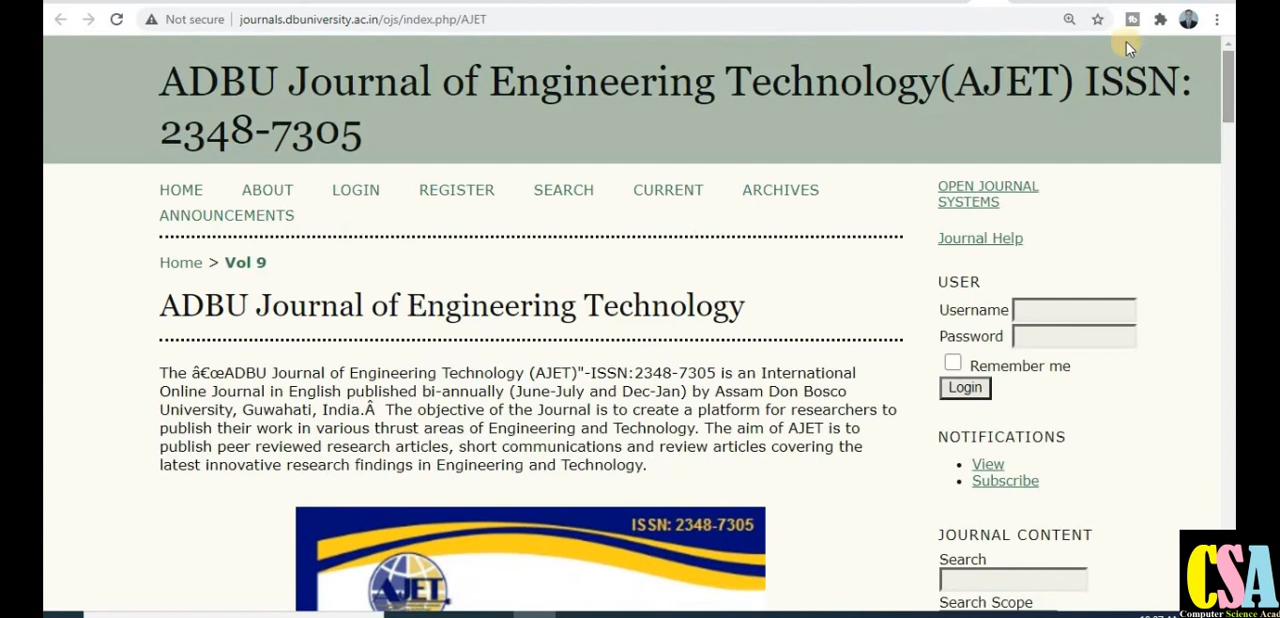 Not secure | journals.dbuniversity.ac.in/ojs/index.php/AJET
ADBU Journal of Engineering Technology(AJET) ISSN:
2348-7305
HOME ABOUT LOGIN REGISTER SEARCH CURRENT ARCHIVES
ANNOUNCEMENTS
Home > Vol 9
ADBU Journal of Engineering Technology
The â€œADBU Journal of Engineering Technology (AJET)"-ISSN:2348-7305 is an International
Online Journal in English published bi-annually (June-July and Dec-Jan) by Assam Don Bosco
University, Guwahati, India.Â  The objective of the Journal is to create a platform for researchers to
publish their work in various thrust areas of Engineering and Technology. The aim of AJET is to
publish peer reviewed research articles, short communications and review articles covering the
latest innovative research findings in Engineering and Technology.
ISSN: 2348-7305
AJET
OPEN JOURNAL
SYSTEMS
Journal Help
USER
Username
Password
Remember me
Login
NOTIFICATIONS
View
Subscribe
JOURNAL CONTENT
Search
Search Scope
CSA
Computer Science Acad